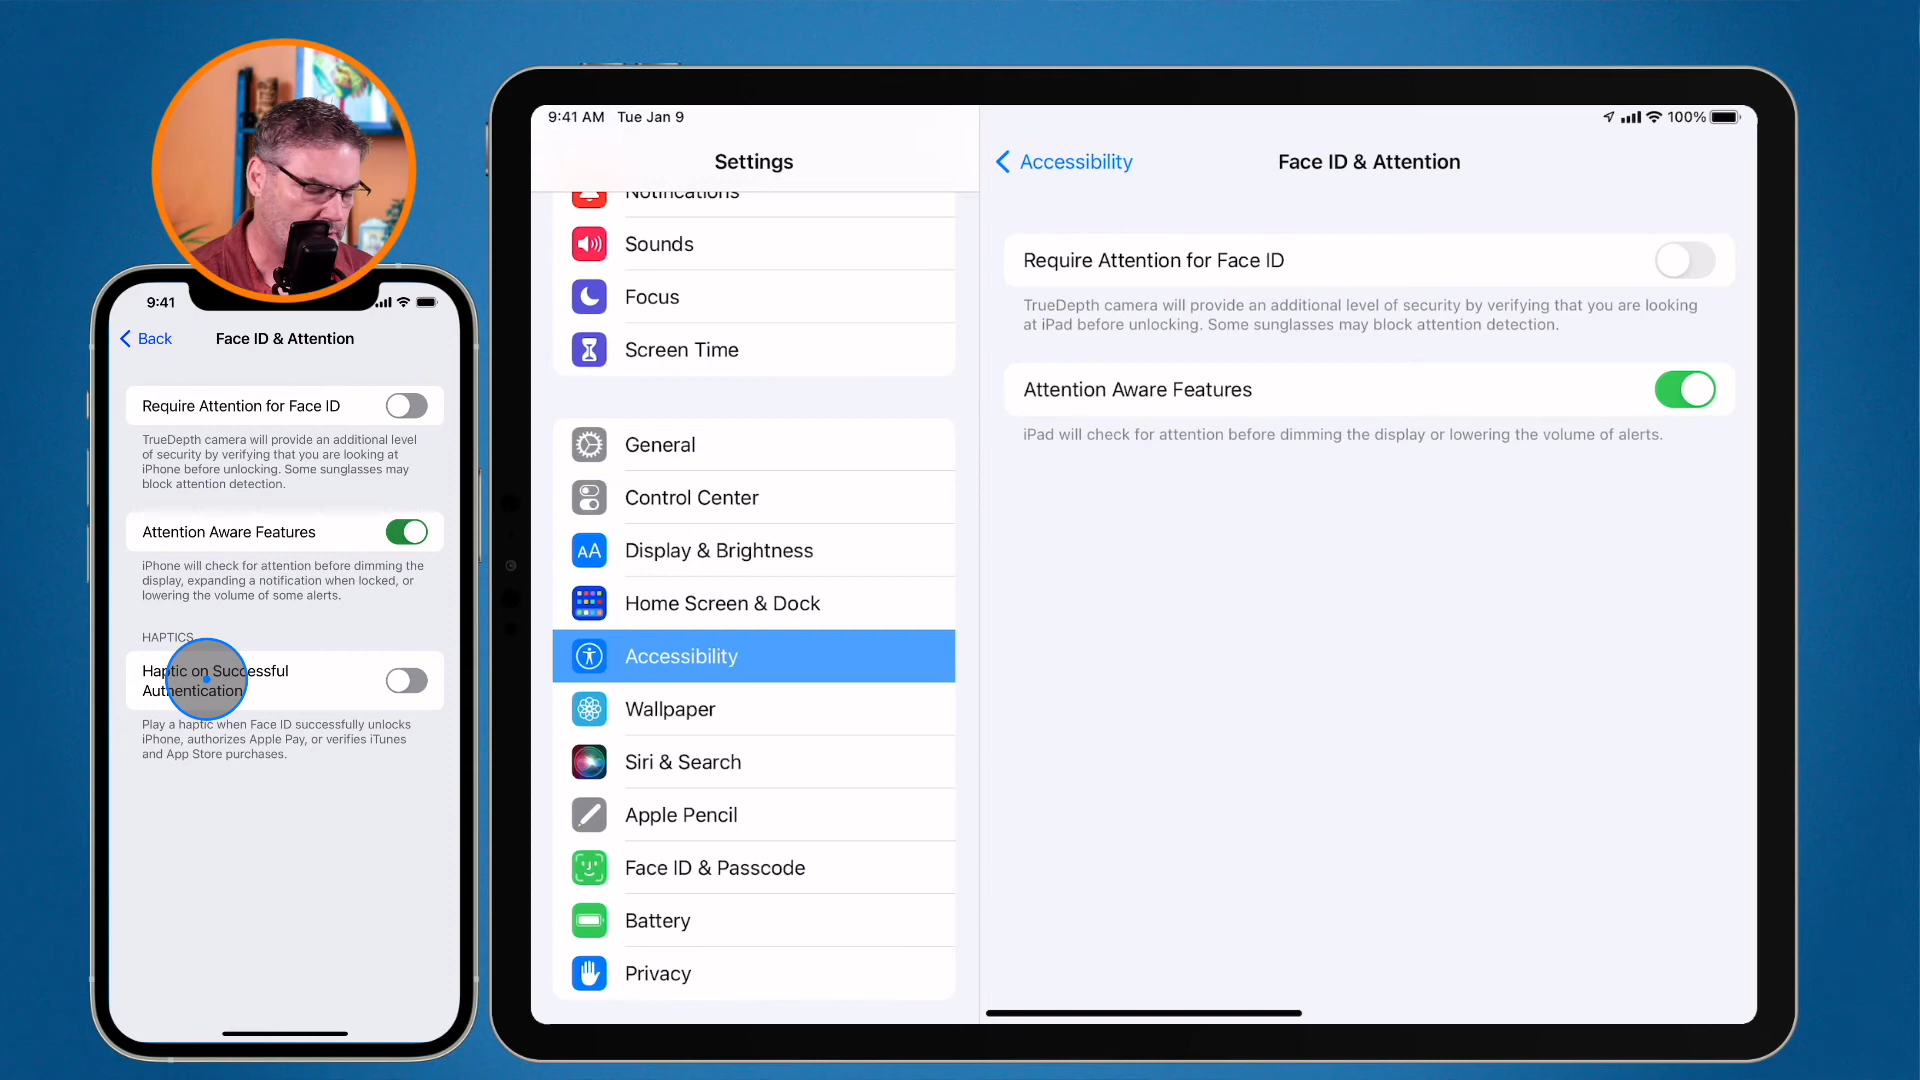 9:41
Back
Face ID & Attention
Require Attention for Face ID
TrueDepth camera will provide an additional level
of security by verifying that you are looking at
iPhone before unlocking. Some sunglasses may
block attention detection.
Attention Aware Features
iPhone will check for attention before dimming the
display, expanding a notification when locked, or
lowering the volume of some alerts.
HAPTICS
Haptic on Successful
Authentication
Play a haptic when Face ID successfully unlocks
iPhone, authorizes Apple Pay, or verifies iTunes
and App Store purchases.
9:41 AM Tue Jan 9
100%
Settings
Notifications
Sounds
Focus
Screen Time
General
Control Center
AA
Display & Brightness
Home Screen & Dock
Accessibility
Wallpaper
Siri & Search
Apple Pencil
Face ID & Passcode
Battery
Privacy
Accessibility
Face ID & Attention
Require Attention for Face ID
TrueDepth camera will provide an additional level of security by verifying that you are looking
at iPad before unlocking. Some sunglasses may block attention detection.
Attention Aware Features
iPad will check for attention before dimming the display or lowering the volume of alerts.